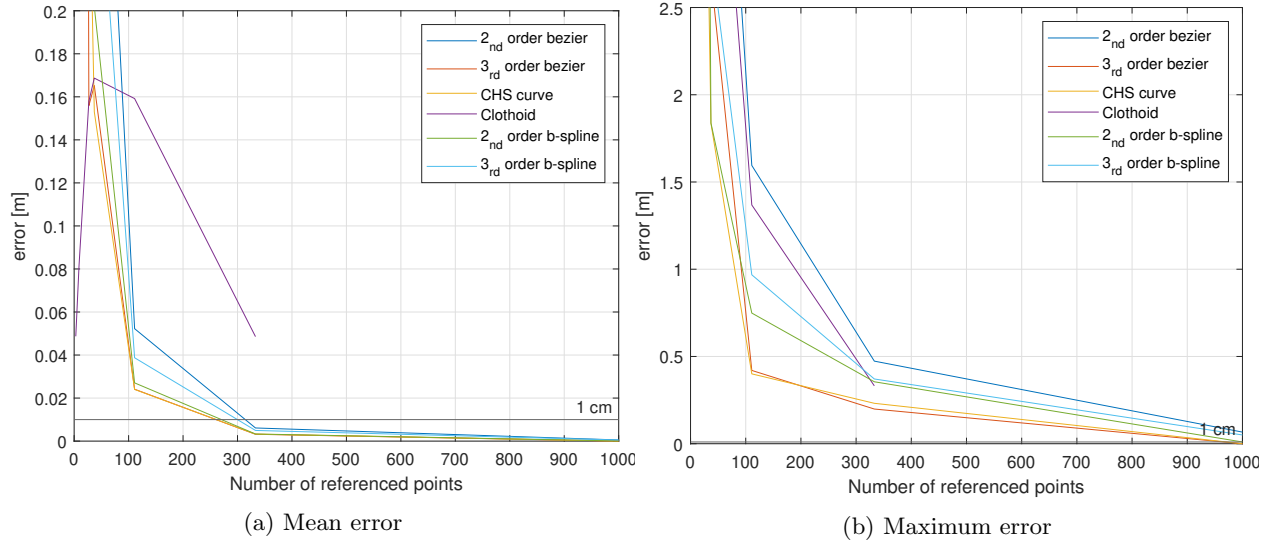 0.2
0.18
0.16
0.14
0.12
0.1
0.08
0.06
0.04
0.02
0
error [m]
2nd order bezier
3rd order bezier
CHS curve
Clothoid
2nd order b-spline
3rd order b-spline
1 cm
0 100 200 300 400 500 600 700 800 900 1000
Number of referenced points
(a) Mean error
2.5
2
1.5
1
0.5
0
error [m]
2nd order bezier
3rd order bezier
CHS curve
Clothoid
2nd order b-spline
3rd order b-spline
1 cm
0 100 200 300 400 500 600 700 800 900 1000
Number of referenced points
(b) Maximum error